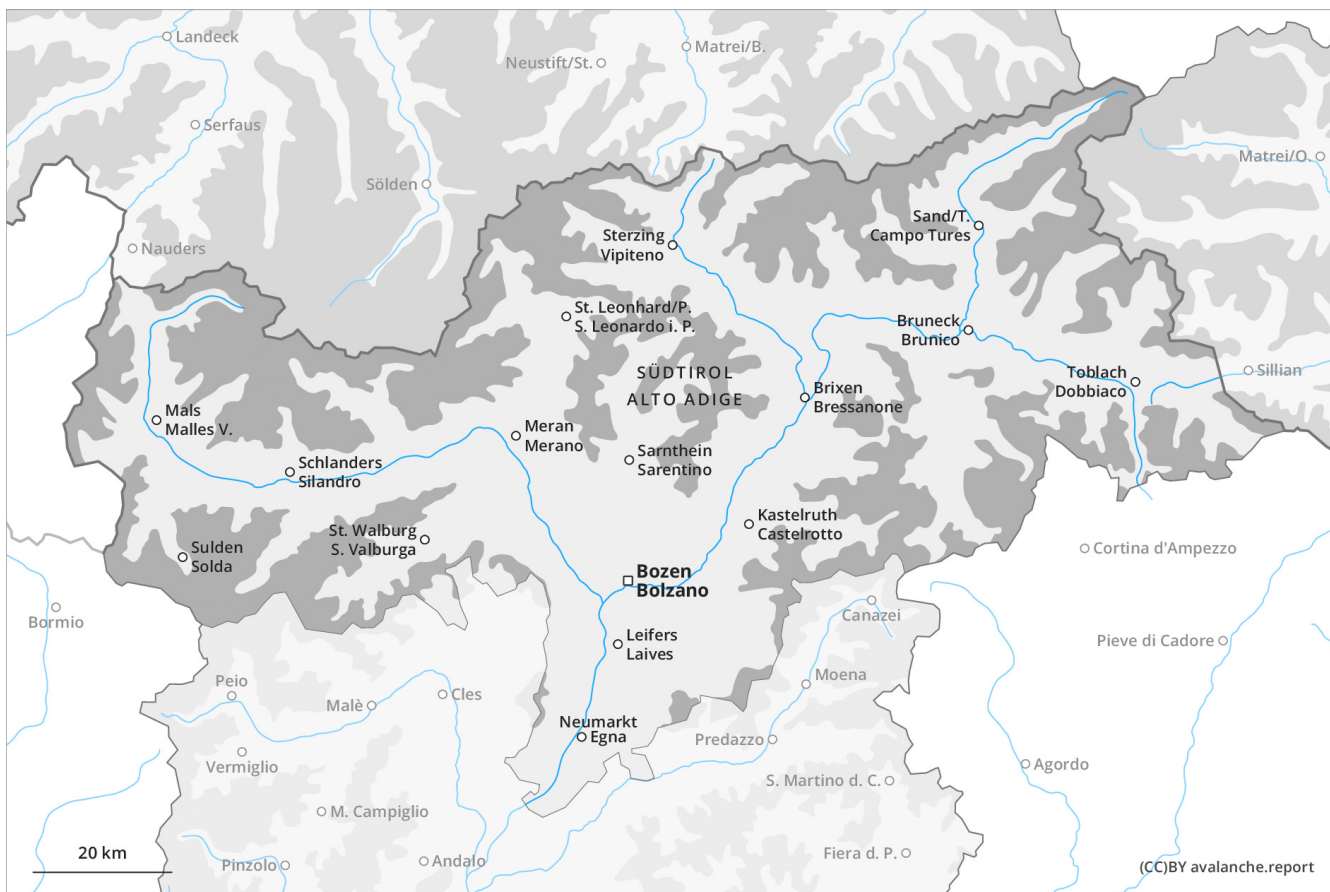 Landeck
Matrei/B.
Neustift/St.
Serfaus
Matrei/O.
Sölden
Sand/T.
Campo Tures
Sterzing
Vipiteno
Nauders
St. Leonhard/P.
S. Leonardo i. P.
Bruneck
Brunico
SÜDTIROL
ALTO ADIGE
Toblach
Dobbiaco
Sillian
Brixen
Bressanone
Mals
Malles V.
Meran
Merano
Sarnthein
Sarentino
Schlanders
Silandro
Kastelruth
Castelrotto
St. Walburg
S. Valburga
Sulden
Solda
Cortina d'Ampezzo
Bozen
Bolzano
Bormio
Canazei
Leifers
Laives
Pieve di Cadore
Peio
Moena
Malè
Cles
Neumarkt
Egna
Predazzo
Vermiglio
Agordo
S. Martino d. C.
M. Campiglio
20 km
Pinzolo
Andalo
Fiera d. P.
(CC)BY avalanche.report